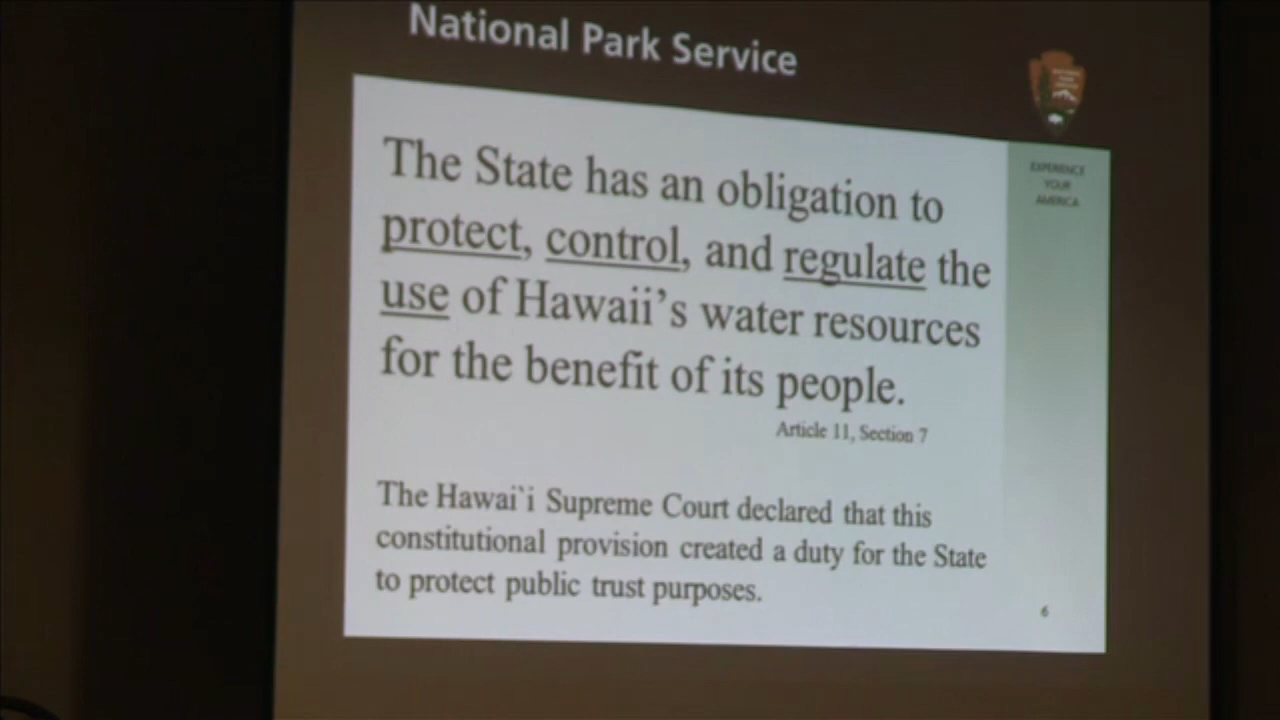 National Park Service
EXPERIENCE
YOUR
AMERICA
The State has an obligation to
protect, control, and regulate the
use of Hawaii's water resources
for the benefit of its people.
Article 11, Section 7
The Hawai`i Supreme Court declared that this
constitutional provision created a duty for the State
to protect public trust purposes.
6